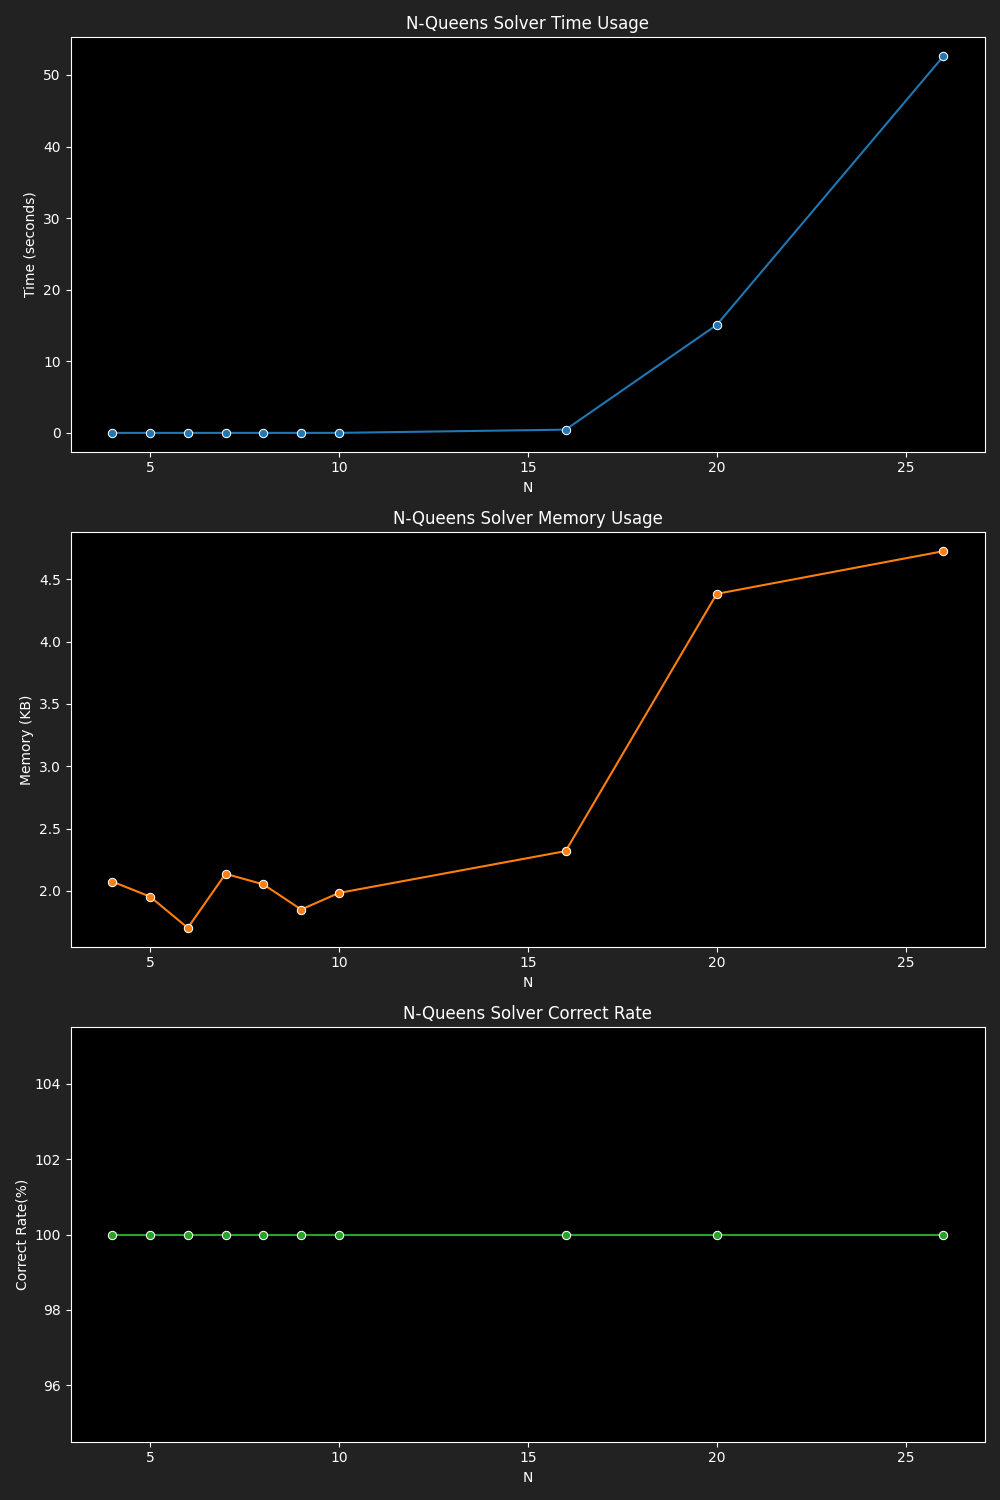 N-Queens Solver Time Usage
50
40
30
20
10
0
Time (seconds)
5 10 15 20 25
N
N-Queens Solver Memory Usage
4.5
4.0
3.5
3.0
2.5
2.0
Memory (KB)
5 10 15 20 25
N
N-Queens Solver Correct Rate
104
102
100
98
96
Correct Rate(%)
5 10 15 20 25
N